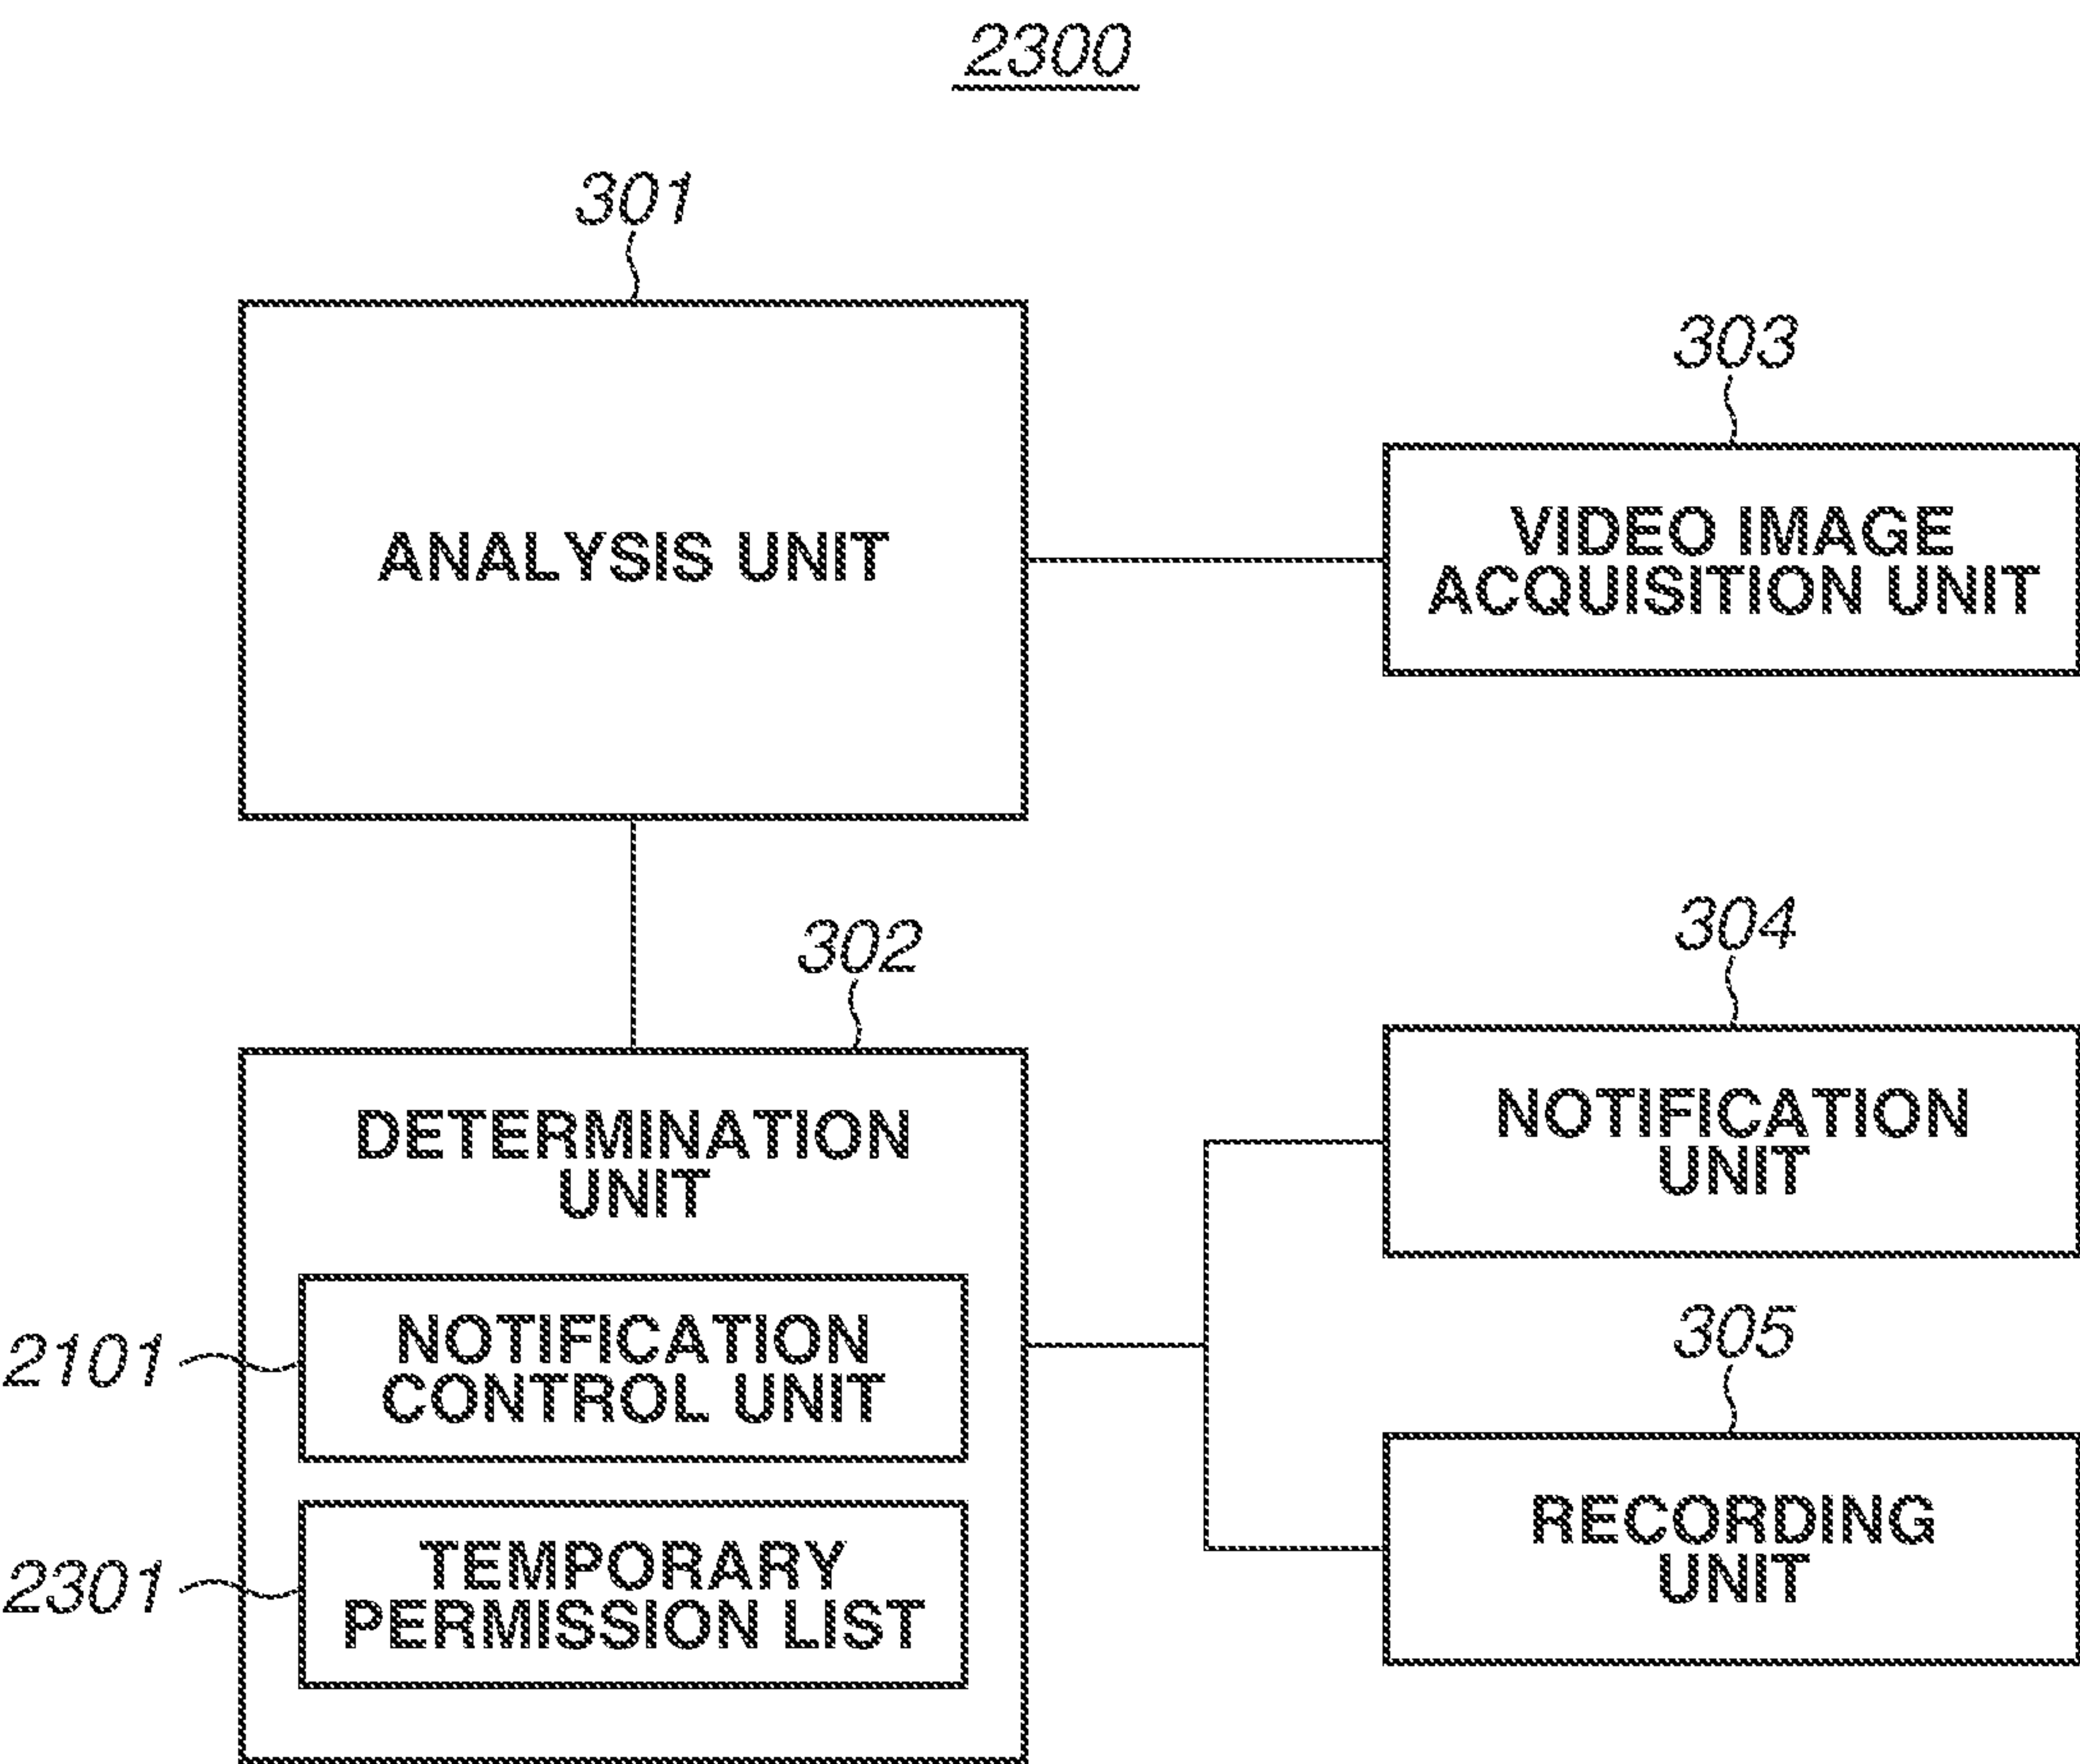 2300
301
ANALYSIS UNIT
303
VIDEO IMAGE
ACQUISITION UNIT
302
DETERMINATION
UNIT
2101
NOTIFICATION
CONTROL UNIT
2301
TEMPORARY
PERMISSION LIST
304
NOTIFICATION
UNIT
305
RECORDING
UNIT